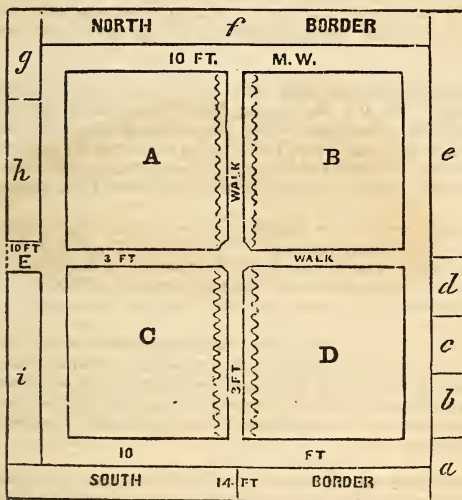 NORTH f BORDER
g
10 FT. M.W.
h
A
WALK
B
e
10 FT
E
3 FT WALK
d
i
C
3 FT
D
c
b
10 FT
a
SOUTH 14 FT BORDER